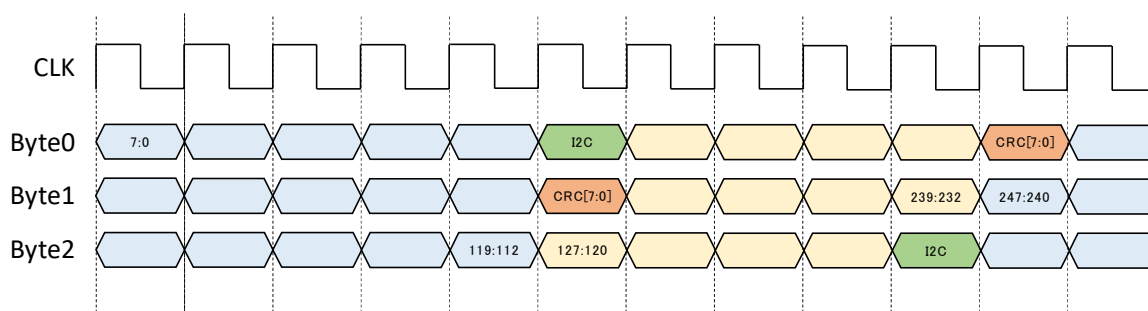 CLK
Byte0 7:0 I2C CRC[7:0]
Byte1 CRC[7:0] 239:232 247:240
Byte2 119:112 127:120 I2C